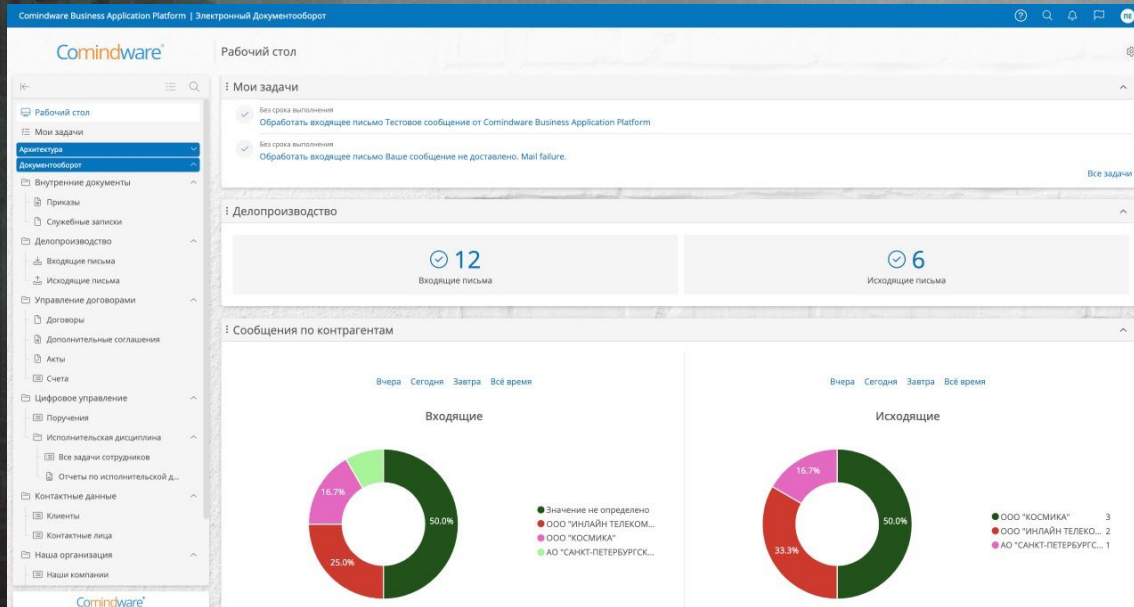 Comindware Business Application Platform | Электронный Документооборот
ПЕ
Comindware
Рабочий стол
Рабочий стол
Мои задачи
Архитектура
Документооборот
Внутренние документы
Приказы
Служебные записки
Делопроизводство
Входящие письма
Исходящие письма
Управление договорами
Договоры
Дополнительные соглашения
Акты
Счета
Цифровое управление
Поручения
Исполнительская дисциплина
Все задачи сотрудников
Отчеты по исполнительской д...
Контактные данные
Клиенты
Контактные лица
Наша организация
Наши компании
Comindware
Мои задачи
Без срока выполнения
Обработать входящее письмо Тестовое сообщение от Comindware Business Application Platform
Без срока выполнения
Обработать входящее письмо Ваше сообщение не доставлено. Mail failure.
Все задачи
Делопроизводство
12
Входящие письма
6
Исходящие письма
Сообщения по контрагентам
Вчера Сегодня Завтра Всё время
Входящие
16.7%
50.0%
25.0%
Значение не определено
ООО "ИНЛАЙН ТЕЛЕКОМ...
ООО "КОСМИКА"
АО "САНКТ-ПЕТЕРБУРГСК...
Вчера Сегодня Завтра Всё время
Исходящие
16.7%
50.0%
33.3%
ООО "КОСМИКА" 3
ООО "ИНЛАЙН ТЕЛЕКО... 2
АО "САНКТ-ПЕТЕРБУРГС... 1